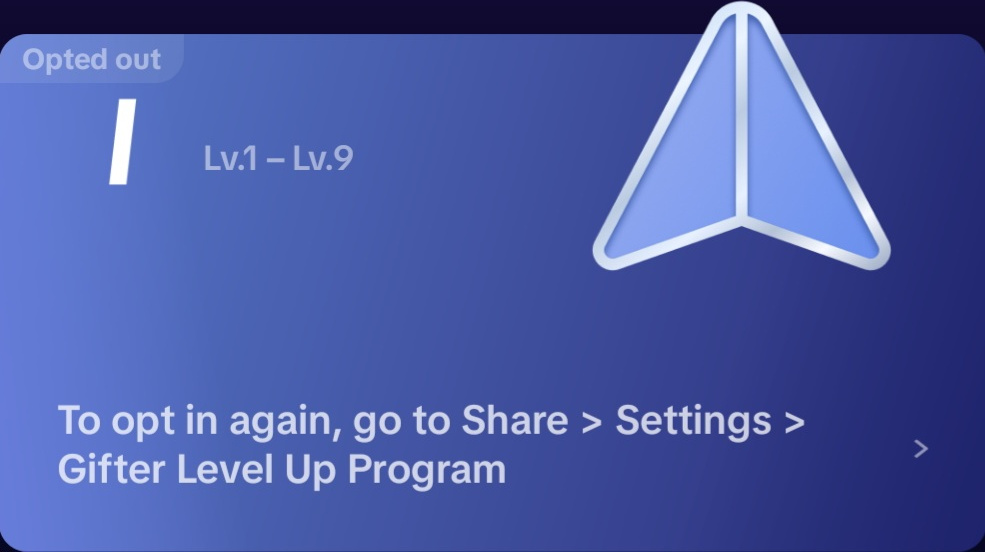 Opted out
I
Lv.1 – Lv.9
To opt in again, go to Share > Settings >
Gifter Level Up Program